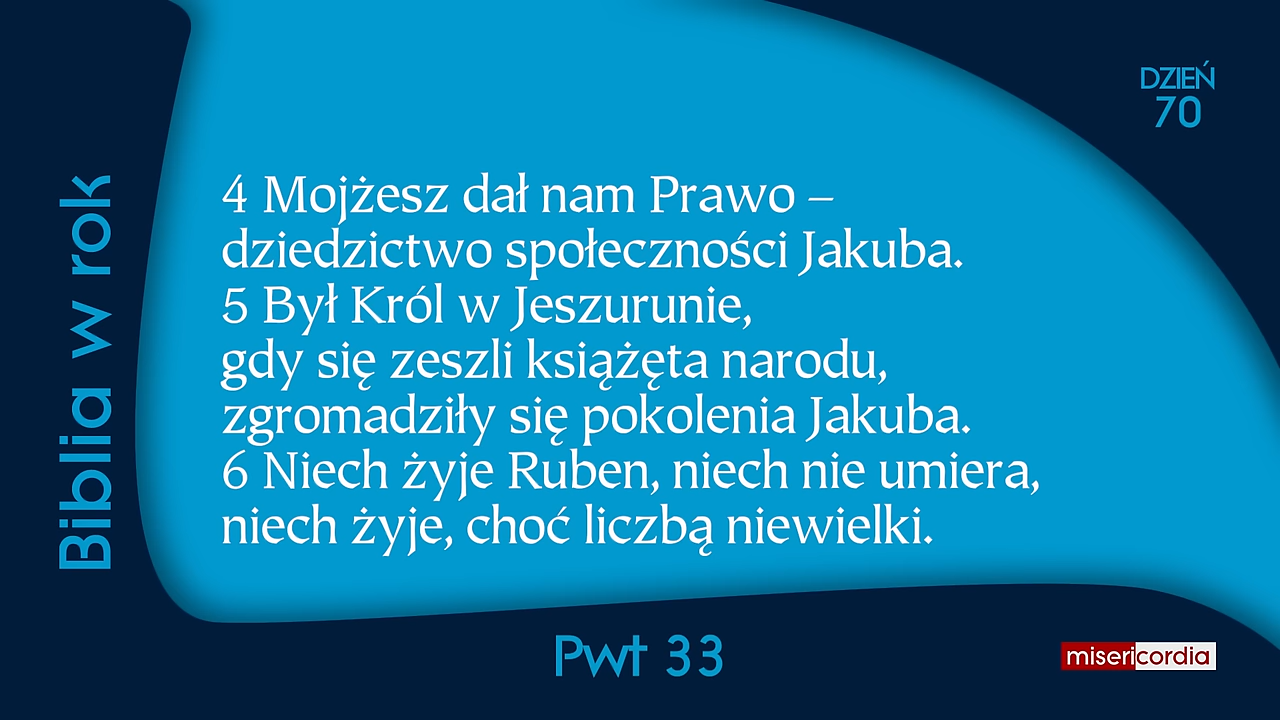 DZIEŃ
70
Biblia w rok
4 Mojżesz dał nam Prawo –
dziedzictwo społeczności Jakuba.
5 Był Król w Jeszurunie,
gdy się zeszli książęta narodu,
zgromadziły się pokolenia Jakuba.
6 Niech żyje Ruben, niech nie umiera,
niech żyje, choć liczbą niewielki.
Pwt 33
misericordia